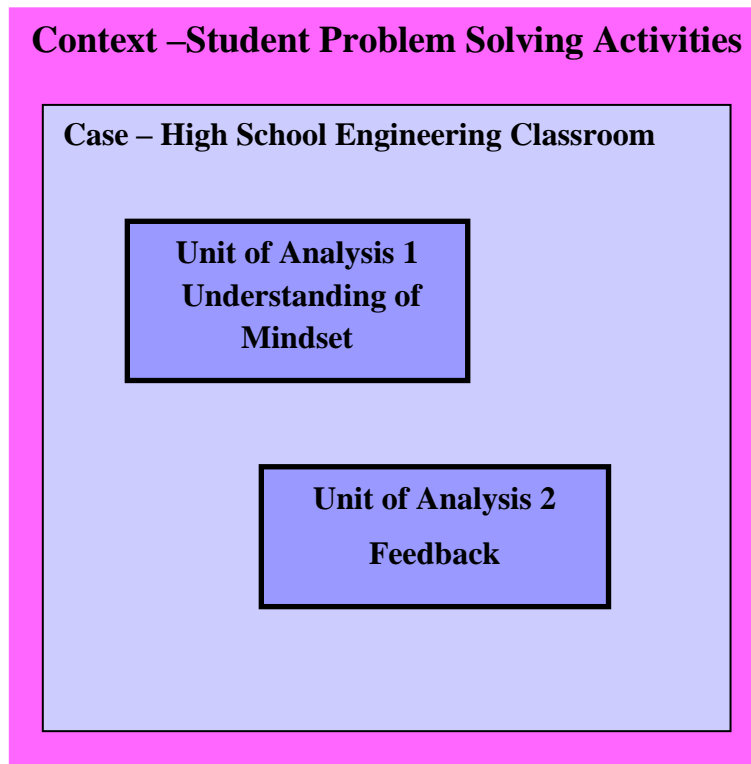 Context –Student Problem Solving Activities
Case – High School Engineering Classroom
Unit of Analysis 1
Understanding of
Mindset
Unit of Analysis 2
Feedback